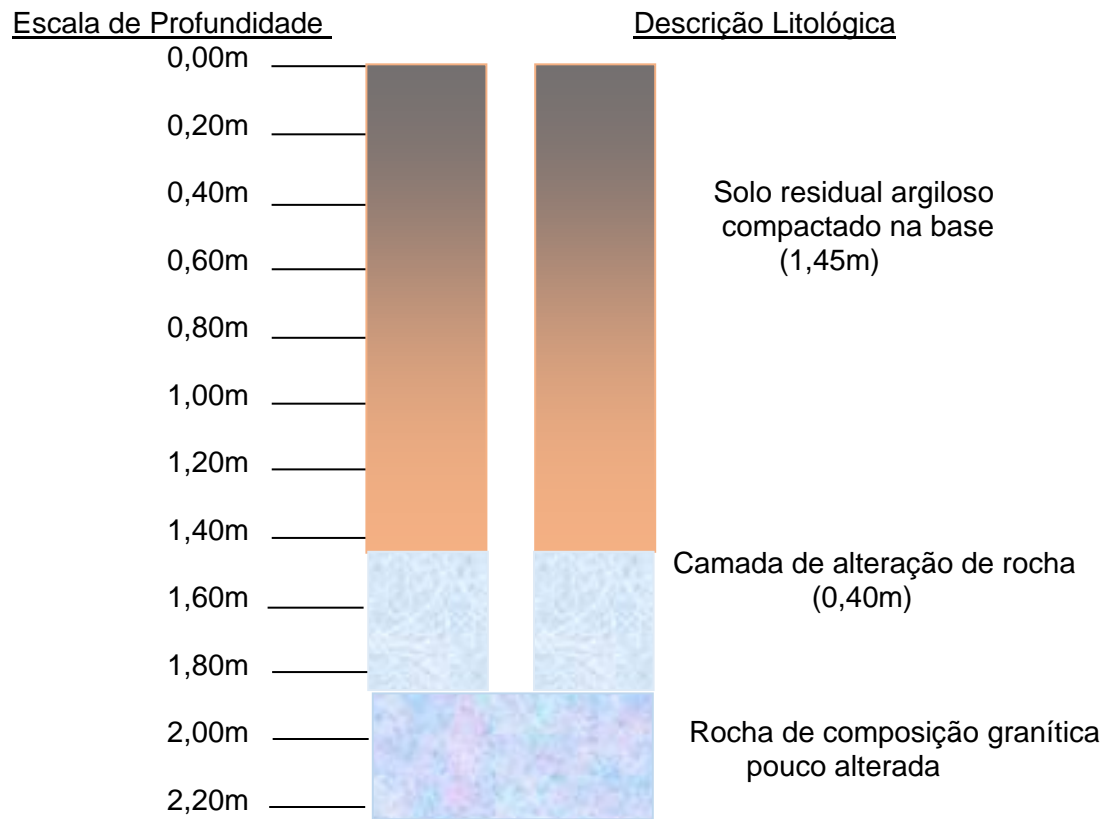 Escala de Profundidade
Descrição Litológica
0,00m
0,20m
0,40m
0,60m
0,80m
1,00m
1,20m
1,40m
1,60m
1,80m
2,00m
2,20m
Solo residual argiloso
compactado na base
(1,45m)
Camada de alteração de rocha
(0,40m)
Rocha de composição granítica
pouco alterada